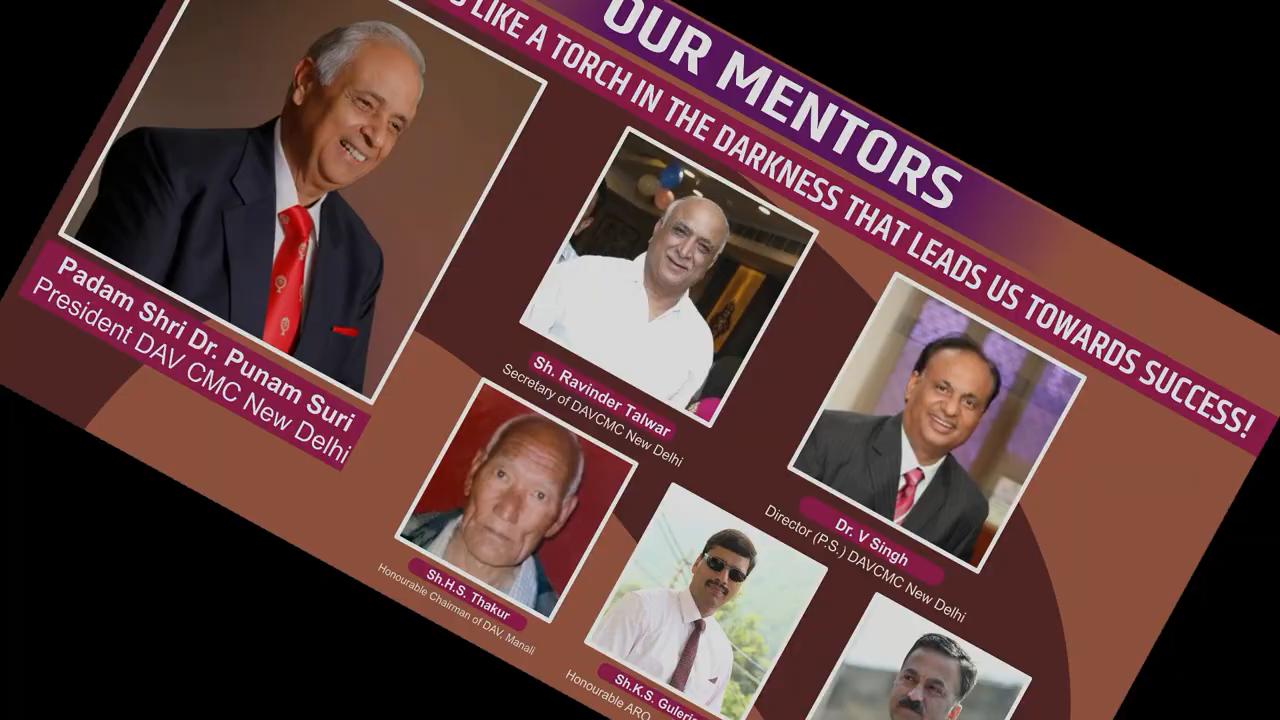 OUR MENTORS
LIKE A TORCH IN THE DARKNESS THAT LEADS US TOWARDS SUCCESS!
Padam Shri Dr. Punam Suri
President DAV CMC New Delhi
Sh. Ravinder Talwar
Secretary of DAVCMC New Delhi
Dr. V Singh
Director (P.S.) DAVCMC New Delhi
Sh.H.S. Thakur
Honourable Chairman of DAV, Manali
Sh.K.S. Guleria
Honourable ARO